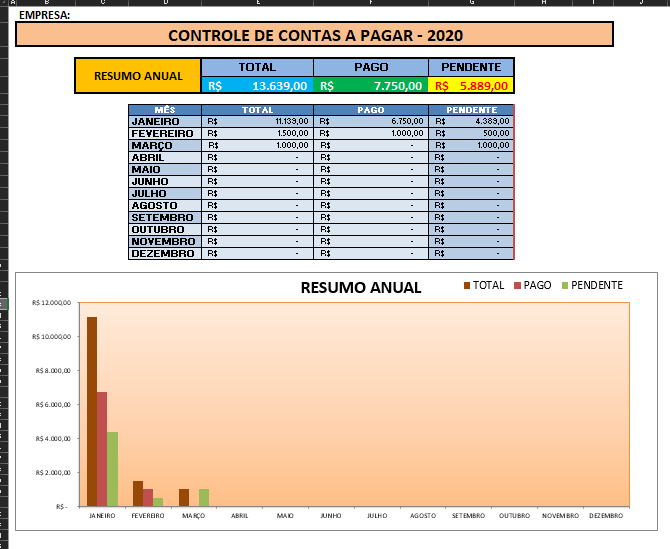 A B C D E F G H I J
EMPRESA:
CONTROLE DE CONTAS A PAGAR - 2020
RESUMO ANUAL TOTAL PAGO PENDENTE
R$ 13.639,00 R$ 7.750,00 R$ 5.889,00
MÊS TOTAL PAGO PENDENTE
JANEIRO R$ 11.139,00 R$ 6.750,00 R$ 4.389,00
FEVEREIRO R$ 1.500,00 R$ 1.000,00 R$ 500,00
MARÇO R$ 1.000,00 R$ - R$ 1.000,00
ABRIL R$ - R$ - R$ -
MAIO R$ - R$ - R$ -
JUNHO R$ - R$ - R$ -
JULHO R$ - R$ - R$ -
AGOSTO R$ - R$ - R$ -
SETEMBRO R$ - R$ - R$ -
OUTUBRO R$ - R$ - R$ -
NOVEMBRO R$ - R$ - R$ -
DEZEMBRO R$ - R$ - R$ -
RESUMO ANUAL
TOTAL PAGO PENDENTE
R$ 12.000,00
R$ 10.000,00
R$ 8.000,00
R$ 6.000,00
R$ 4.000,00
R$ 2.000,00
R$ -
JANEIRO FEVEREIRO MARÇO ABRIL MAIO JUNHO JULHO AGOSTO SETEMBRO OUTUBRO NOVEMBRO DEZEMBRO